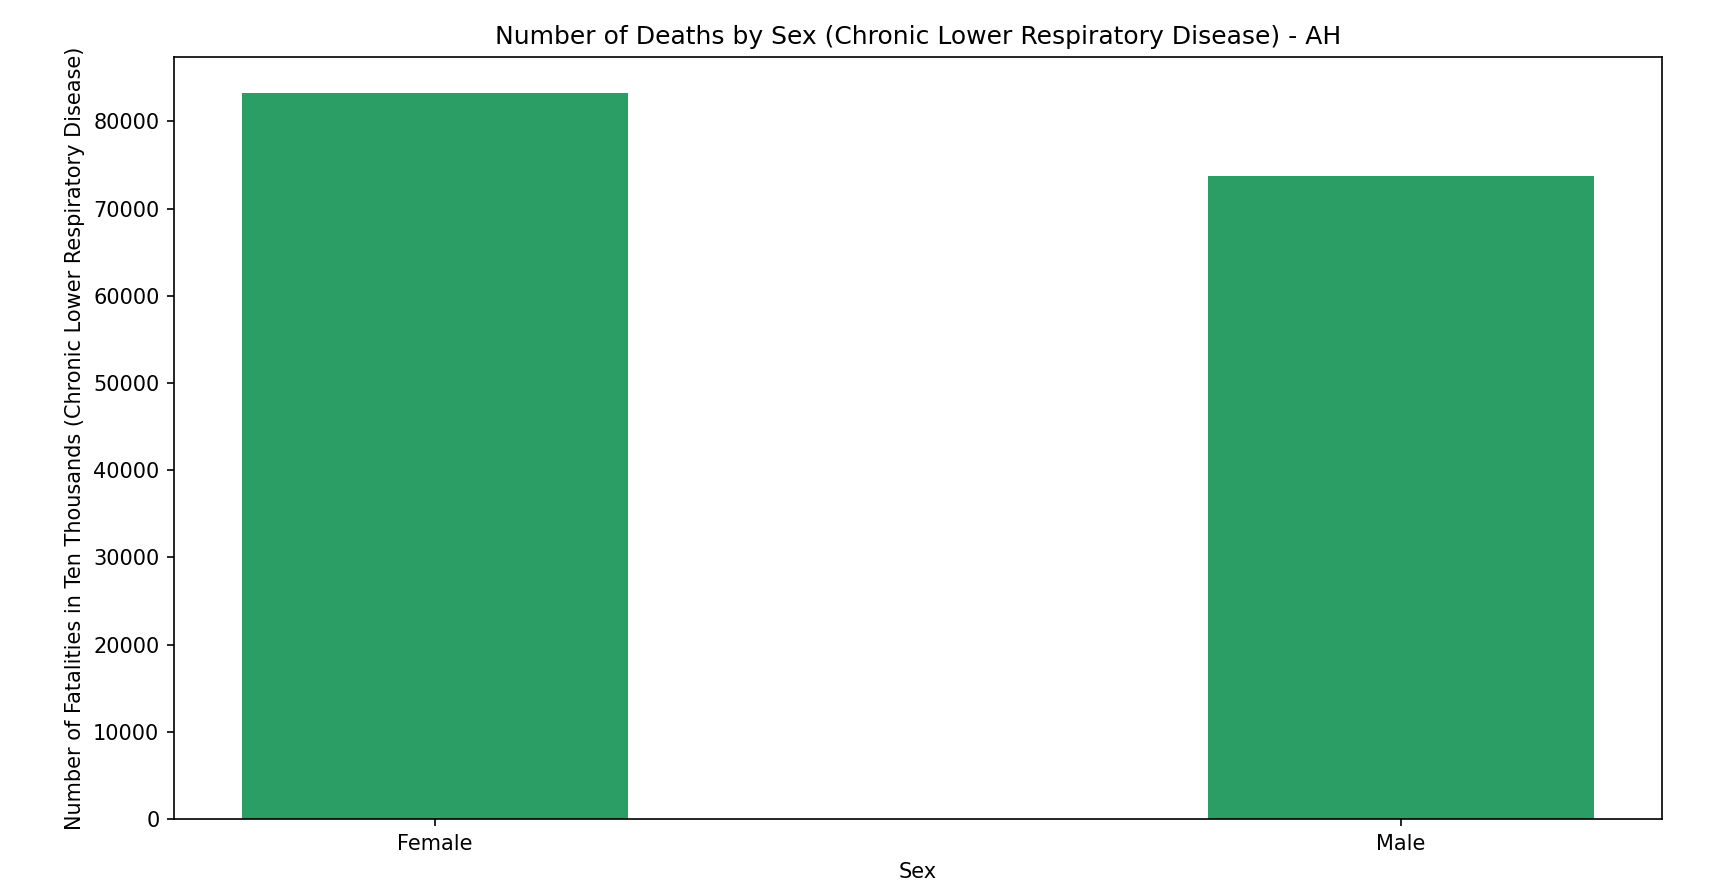 Number of Deaths by Sex (Chronic Lower Respiratory Disease) - AH
Number of Fatalities in Ten Thousands (Chronic Lower Respiratory Disease)
80000
70000
60000
50000
40000
30000
20000
10000
0
Female
Male
Sex